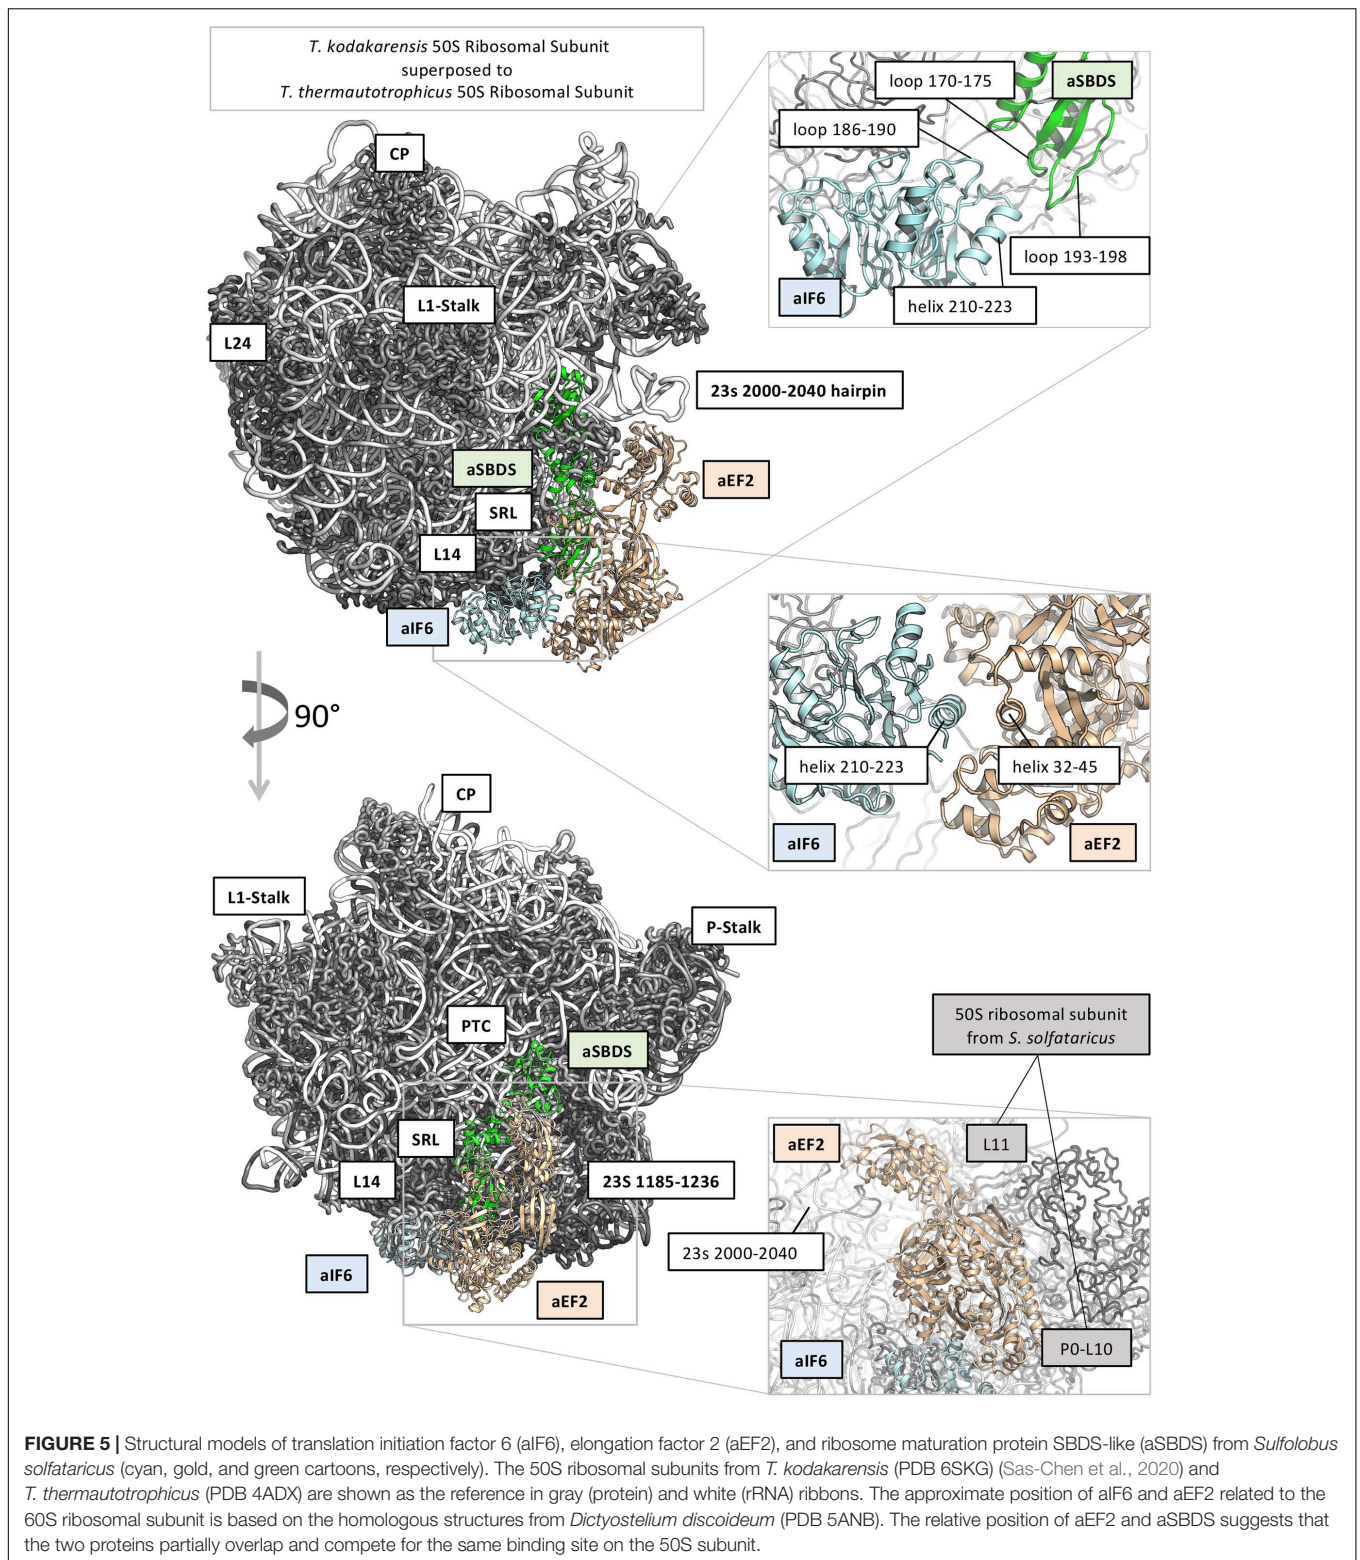 T. kodakarensis 50S Ribosomal Subunit
superposed to
T. thermautotrophicus 50S Ribosomal Subunit
CP
L1-Stalk
L24
23s 2000-2040 hairpin
aSBDS
aEF2
SRL
L14
aIF6
loop 170-175
aSBDS
loop 186-190
loop 193-198
aIF6
helix 210-223
helix 210-223
helix 32-45
aIF6
aEF2
90°
CP
L1-Stalk
P-Stalk
PTC
aSBDS
SRL
L14
23S 1185-1236
aIF6
aEF2
50S ribosomal subunit
from S. solfataricus
aEF2
L11
23s 2000-2040
P0-L10
aIF6
FIGURE 5 | Structural models of translation initiation factor 6 (aIF6), elongation factor 2 (aEF2), and ribosome maturation protein SBDS-like (aSBDS) from Sulfolobus
solfataricus (cyan, gold, and green cartoons, respectively). The 50S ribosomal subunits from T. kodakarensis (PDB 6SKG) (Sas-Chen et al., 2020) and
T. thermautotrophicus (PDB 4ADX) are shown as the reference in gray (protein) and white (rRNA) ribbons. The approximate position of aIF6 and aEF2 related to the
60S ribosomal subunit is based on the homologous structures from Dictyostelium discoideum (PDB 5ANB). The relative position of aEF2 and aSBDS suggests that
the two proteins partially overlap and compete for the same binding site on the 50S subunit.